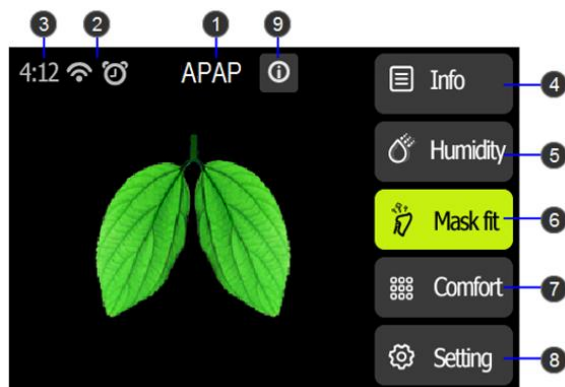 3 2 1 9
4:12 APAP
Info 4
Humidity 5
Mask fit 6
Comfort 7
Setting 8